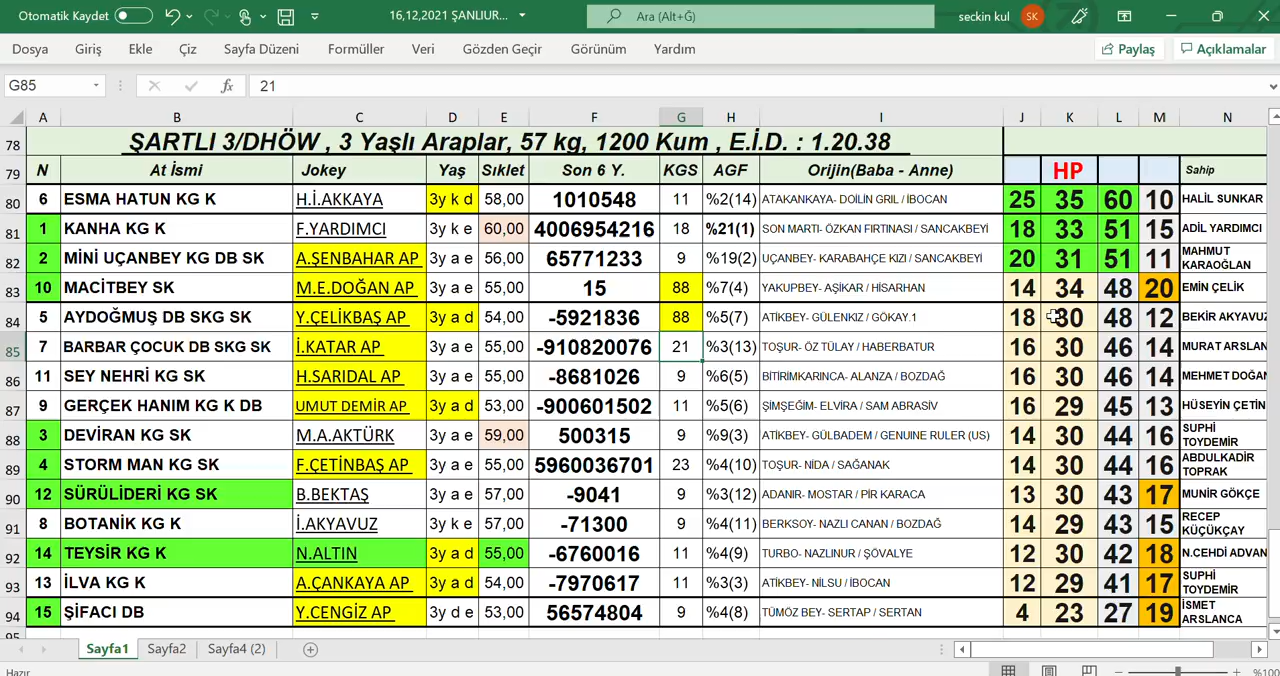 Otomatik Kaydet
16,12,2021 ŞANLIUR...
Ara (Alt+G)
seckin kul
SK
Dosya Giriş Ekle Çiz Sayfa Düzeni Formüller Veri Gözden Geçir Görünüm Yardım Paylaş Açıklamalar
G85 fx 21
A B C D E F G H I J K L M N
78 ŞARTLI 3/DHÖW , 3 Yaşlı Araplar, 57 kg, 1200 Kum , E.İ.D. : 1.20.38
79 N At İsmi Jokey Yaş Sıklet Son 6 Y. KGS AGF Orijin(Baba - Anne) HP Sahip
80 6 ESMA HATUN KG K H.İ.AKKAYA 3y k d 58,00 1010548 11 %2(14) ATAKANKAYA- DOİLİN GRIL / İBOCAN 25 35 60 10 HALİL SUNKAR
81 1 KANHA KG K F.YARDIMCI 3y k e 60,00 4006954216 18 %21(1) SON MARTI- ÖZKAN FIRTINASI / SANCAKBEYİ 18 33 51 15 ADİL YARDIMCI
82 2 MİNİ UÇANBEY KG DB SK A.ŞENBAHAR AP 3y a e 56,00 65771233 9 %19(2) UÇANBEY- KARABAHÇE KIZI / SANCAKBEYİ 20 31 51 11 MAHMUT KARAOĞLAN
83 10 MACİTBEY SK M.E.DOĞAN AP 3y a e 55,00 15 88 %7(4) YAKUPBEY- AŞİKAR / HİSARHAN 14 34 48 20 EMİN ÇELİK
84 5 AYDOĞMUŞ DB SKG SK Y.ÇELİKBAŞ AP 3y a d 54,00 -5921836 88 %5(7) ATİKBEY- GÜLENKIZ / GÖKAY.1 18 30 48 12 BEKİR AKYAVUZ
85 7 BARBAR ÇOCUK DB SKG SK İ.KATAR AP 3y a e 55,00 -910820076 21 %3(13) TOŞUR- ÖZ TÜLAY / HABERBATUR 16 30 46 14 MURAT ARSLAN
86 11 SEY NEHRİ KG SK H.SARIDAL AP 3y a e 55,00 -8681026 9 %6(5) BİTİRİMKARINCA- ALANZA / BOZDAĞ 16 30 46 14 MEHMET DOĞAN
87 9 GERÇEK HANIM KG K DB UMUT DEMİR AP 3y a d 53,00 -900601502 11 %5(6) ŞİMŞEĞİM- ELVİRA / SAM ABRASİV 16 29 45 13 HÜSEYİN ÇETİN
88 3 DEVİRAN KG SK M.A.AKTÜRK 3y a e 59,00 500315 9 %9(3) ATİKBEY- GÜLBADEM / GENUINE RULER (US) 14 30 44 16 SUPHİ TOYDEMİR
89 4 STORM MAN KG SK F.ÇETİNBAŞ AP 3y a e 55,00 5960036701 23 %4(10) TOŞUR- NİDA / SAĞANAK 14 30 44 16 ABDULKADİR TOPRAK
90 12 SÜRÜLİDERİ KG SK B.BEKTAŞ 3y a e 57,00 -9041 9 %3(12) ADANIR- MOSTAR / PİR KARACA 13 30 43 17 MUNİR GÖKÇE
91 8 BOTANİK KG K İ.AKYAVUZ 3y k e 57,00 -71300 9 %4(11) BERKSOY- NAZLI CANAN / BOZDAĞ 14 29 43 15 RECEP KÜÇÜKÇAY
92 14 TEYSİR KG K N.ALTIN 3y a d 55,00 -6760016 11 %4(9) TURBO- NAZLINUR / ŞÖVALYE 12 30 42 18 N.CEHDİ ADVAN
93 13 İLVA KG K A.ÇANKAYA AP 3y a d 54,00 -7970617 11 %3(3) ATİKBEY- NİLSU / İBOCAN 12 29 41 17 SUPHİ TOYDEMİR
94 15 ŞİFACI DB Y.CENGİZ AP 3y d e 53,00 56574804 9 %4(8) TÜMÖZ BEY- SERTAP / SERTAN 4 23 27 19 İSMET ARSLANCA
95
Sayfa1 Sayfa2 Sayfa4 (2)
Hazır %100